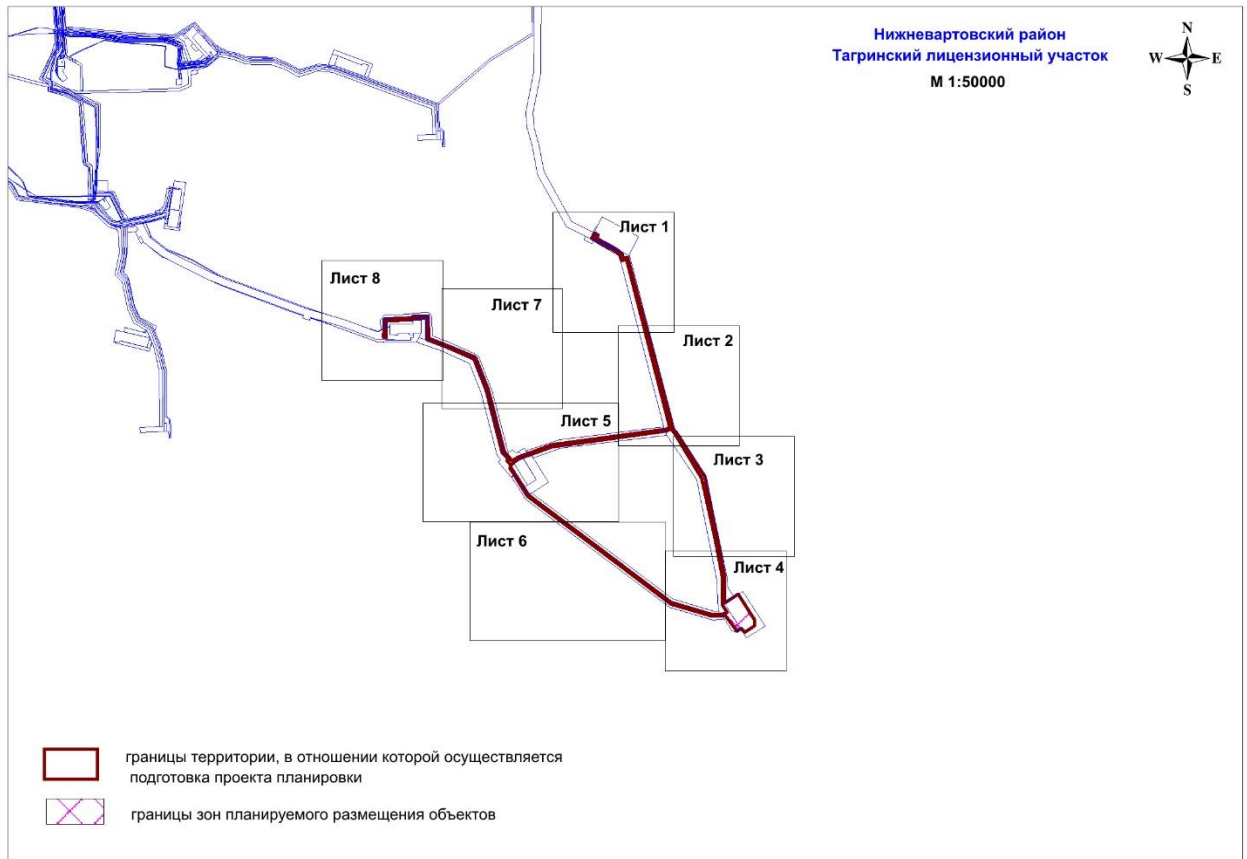 Нижневартовский район
Тагринский лицензионный участок
М 1:50000
N
W E
S
Лист 1
Лист 8
Лист 7
Лист 2
Лист 5
Лист 3
Лист 6
Лист 4
границы территории, в отношении которой осуществляется
подготовка проекта планировки
границы зон планируемого размещения объектов